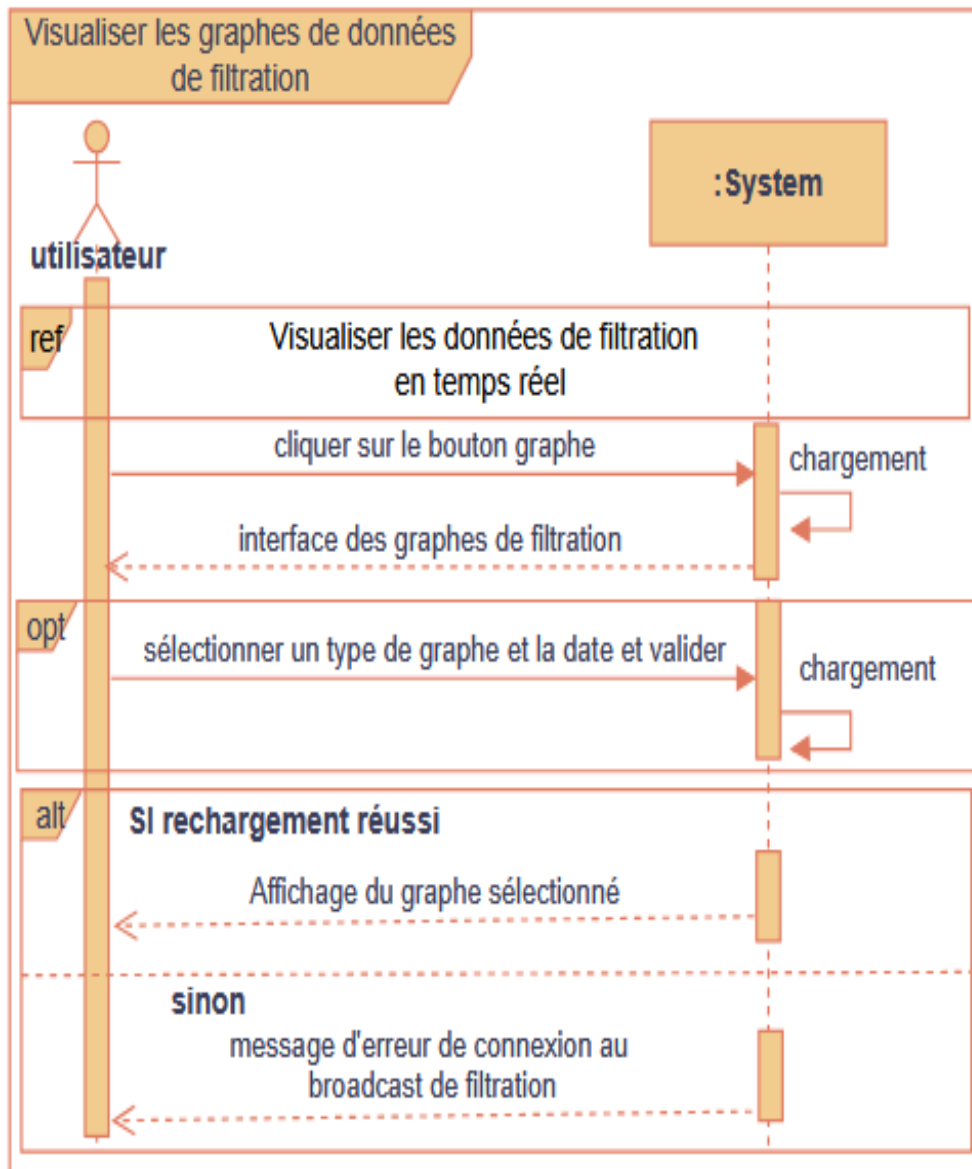 Visualiser les graphes de données
de filtration
:System
utilisateur
ref
Visualiser les données de filtration
en temps réel
cliquer sur le bouton graphe
chargement
interface des graphes de filtration
opt
sélectionner un type de graphe et la date et valider
chargement
alt
SI rechargement réussi
Affichage du graphe sélectionné
sinon
message d'erreur de connexion au
broadcast de filtration